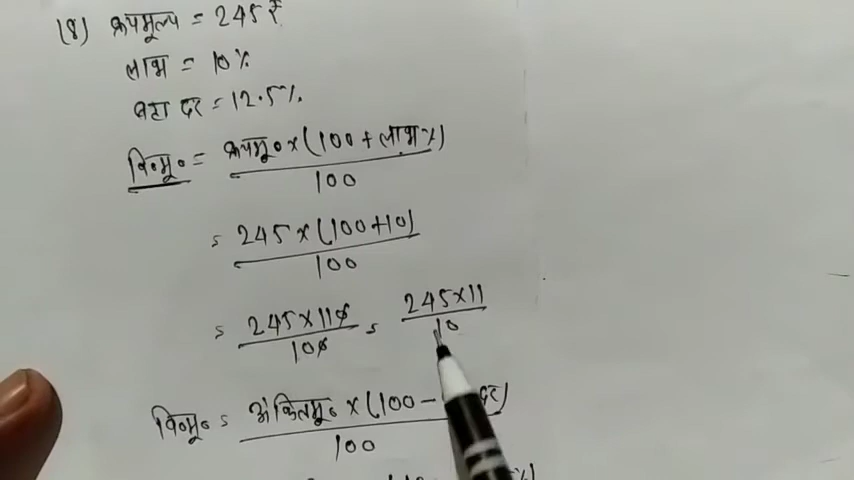 (8) क्रयमूल्य = 245 ₹
लाभ = 10%
बट्टा दर = 12.5%
वि०मू० = क्रयमू० × (100 + लाभ%)
100
= 245 × (100+10)
100
= 245 × 110 = 245 × 11
100 10
वि०मू० = अंकितमू० × (100 - दर)
100